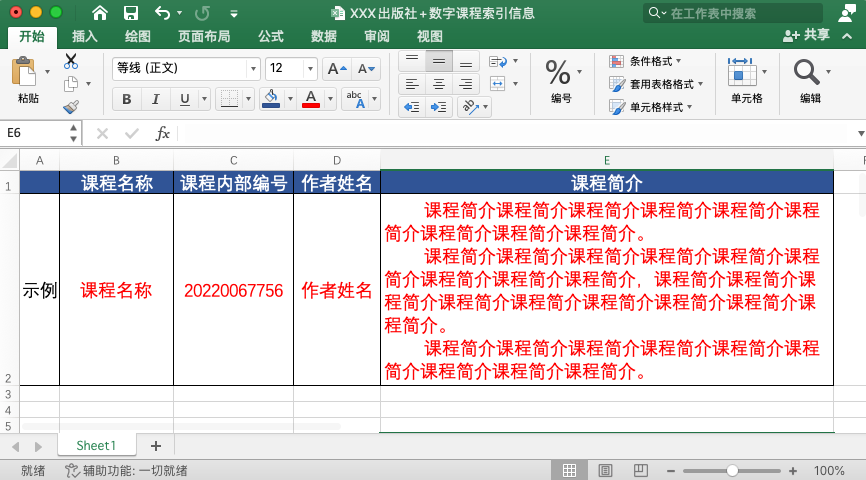 XXX出版社+数字课程索引信息
在工作表中搜索
开始 插入 绘图 页面布局 公式 数据 审阅 视图 共享
粘贴
等线 (正文) 12 A A
B I U A abc A
ab
% 编号
条件格式
套用表格格式
单元格样式
单元格
编辑
E6 fx
A B C D E
1 课程名称 课程内部编号 作者姓名 课程简介
2 示例 课程名称 20220067756 作者姓名
课程简介课程简介课程简介课程简介课程简介课程
简介课程简介课程简介课程简介。
课程简介课程简介课程简介课程简介课程简介课程
简介课程简介课程简介课程简介，课程简介课程简介课
程简介课程简介课程简介课程简介课程简介课程简介课
程简介。
课程简介课程简介课程简介课程简介课程简介课程
简介课程简介课程简介课程简介。
3
4
5
Sheet1 +
就绪 辅助功能: 一切就绪 100%